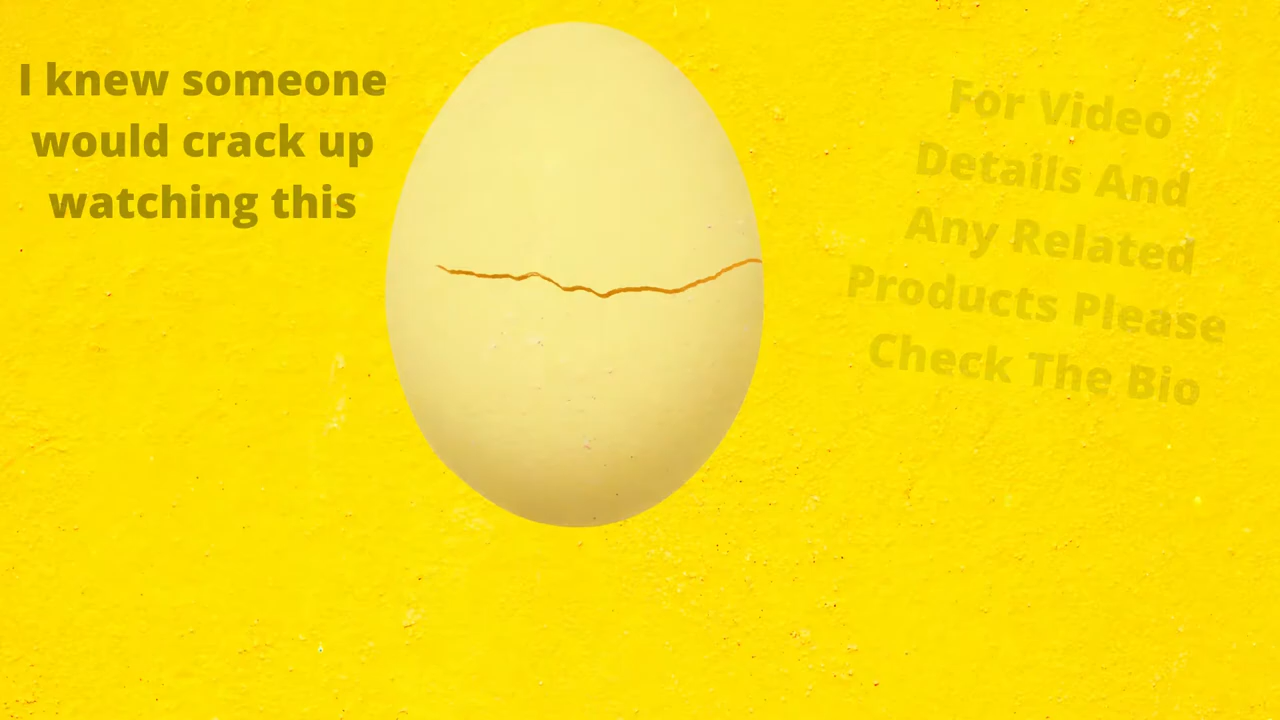 I knew someone
would crack up
watching this
For Video
Details And
Any Related
Products Please
Check The Bio